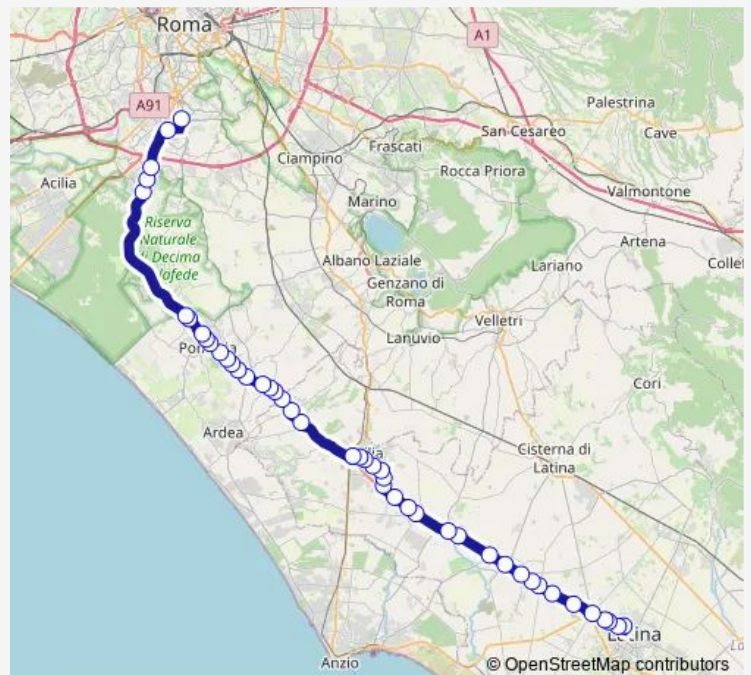 Roma
A1
A91
Palestrina
San Cesareo
Cave
Frascati
Ciampino
Rocca Priora
Acilia
Valmontone
Marino
Riserva
Naturale
Artena
Albano Laziale
Lariano
Genzano di
Roma
Velletri
Lanuvio
Cori
Ardea
Cisterna di
Latina
Anzio
© OpenStreetMap contributors